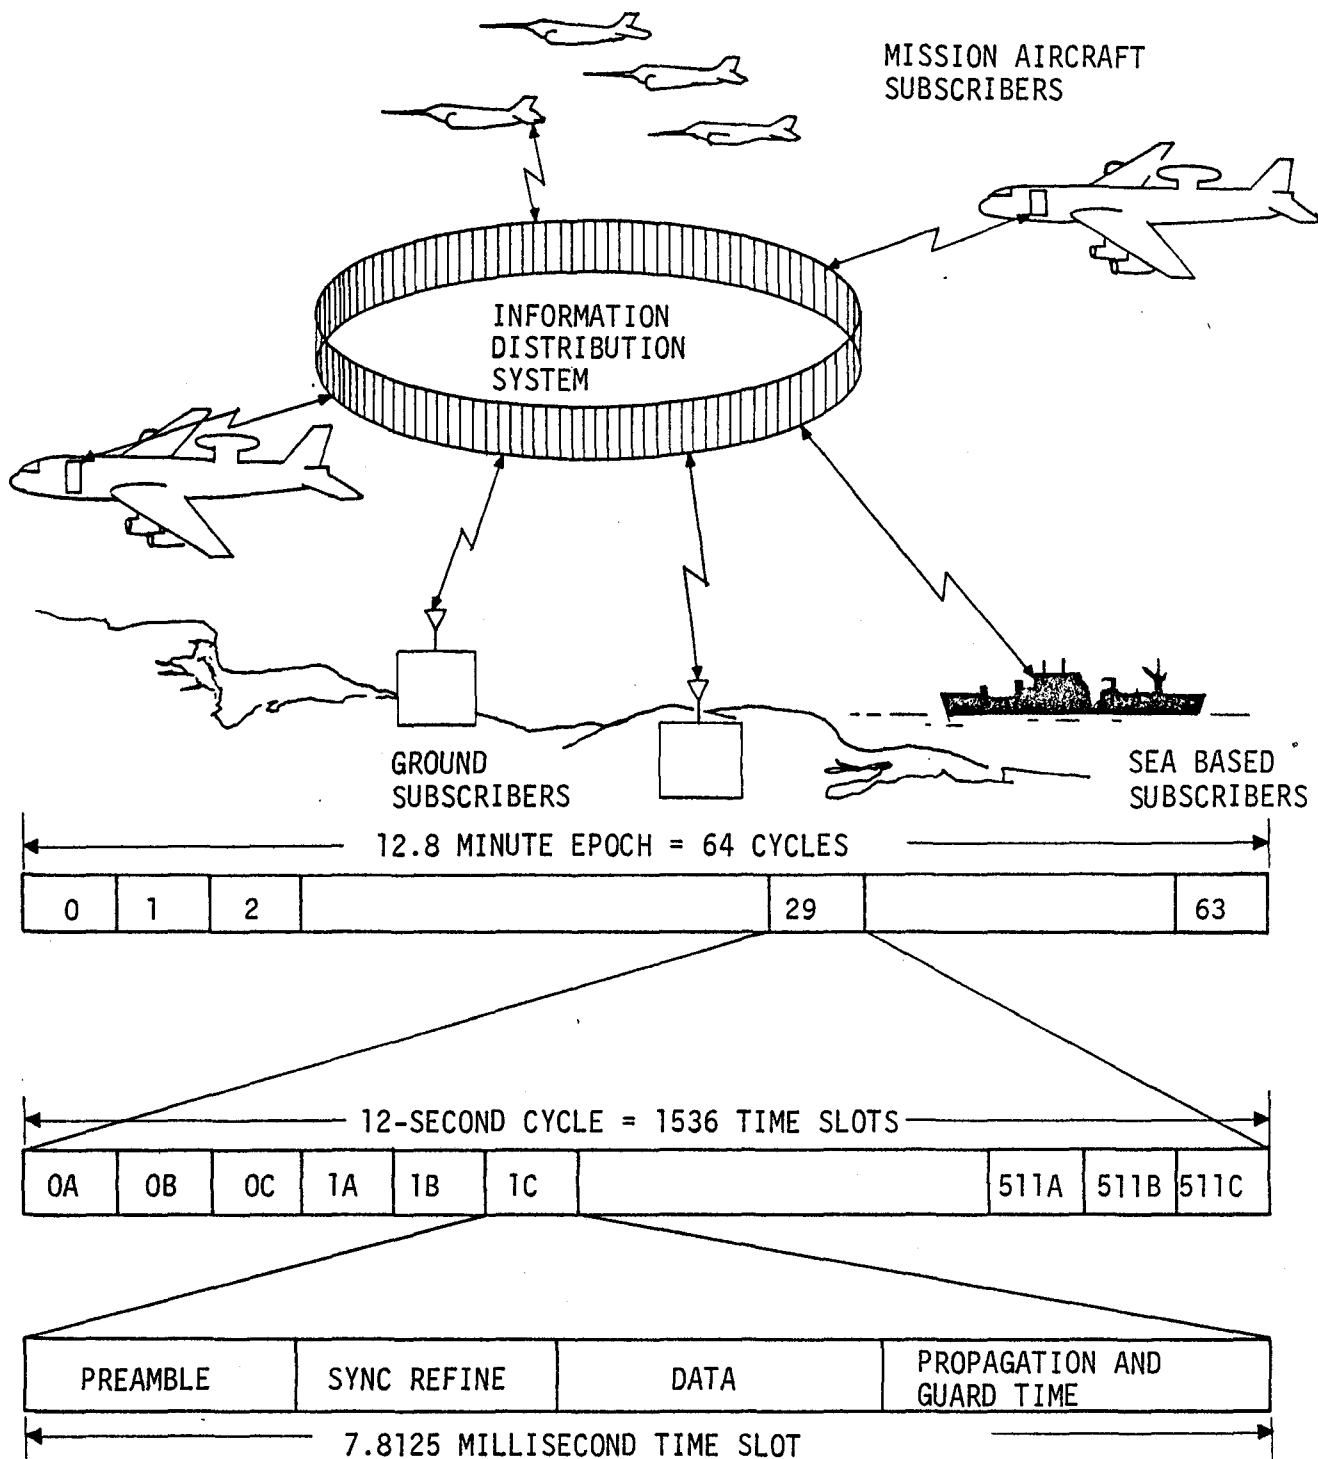 MISSION AIRCRAFT
SUBSCRIBERS
INFORMATION
DISTRIBUTION
SYSTEM
GROUND
SUBSCRIBERS
SEA BASED
SUBSCRIBERS
12.8 MINUTE EPOCH = 64 CYCLES
0 1 2 29 63
12-SECOND CYCLE = 1536 TIME SLOTS
0A 0B 0C 1A 1B 1C 511A 511B 511C
PREAMBLE SYNC REFINE DATA PROPAGATION AND
GUARD TIME
7.8125 MILLISECOND TIME SLOT